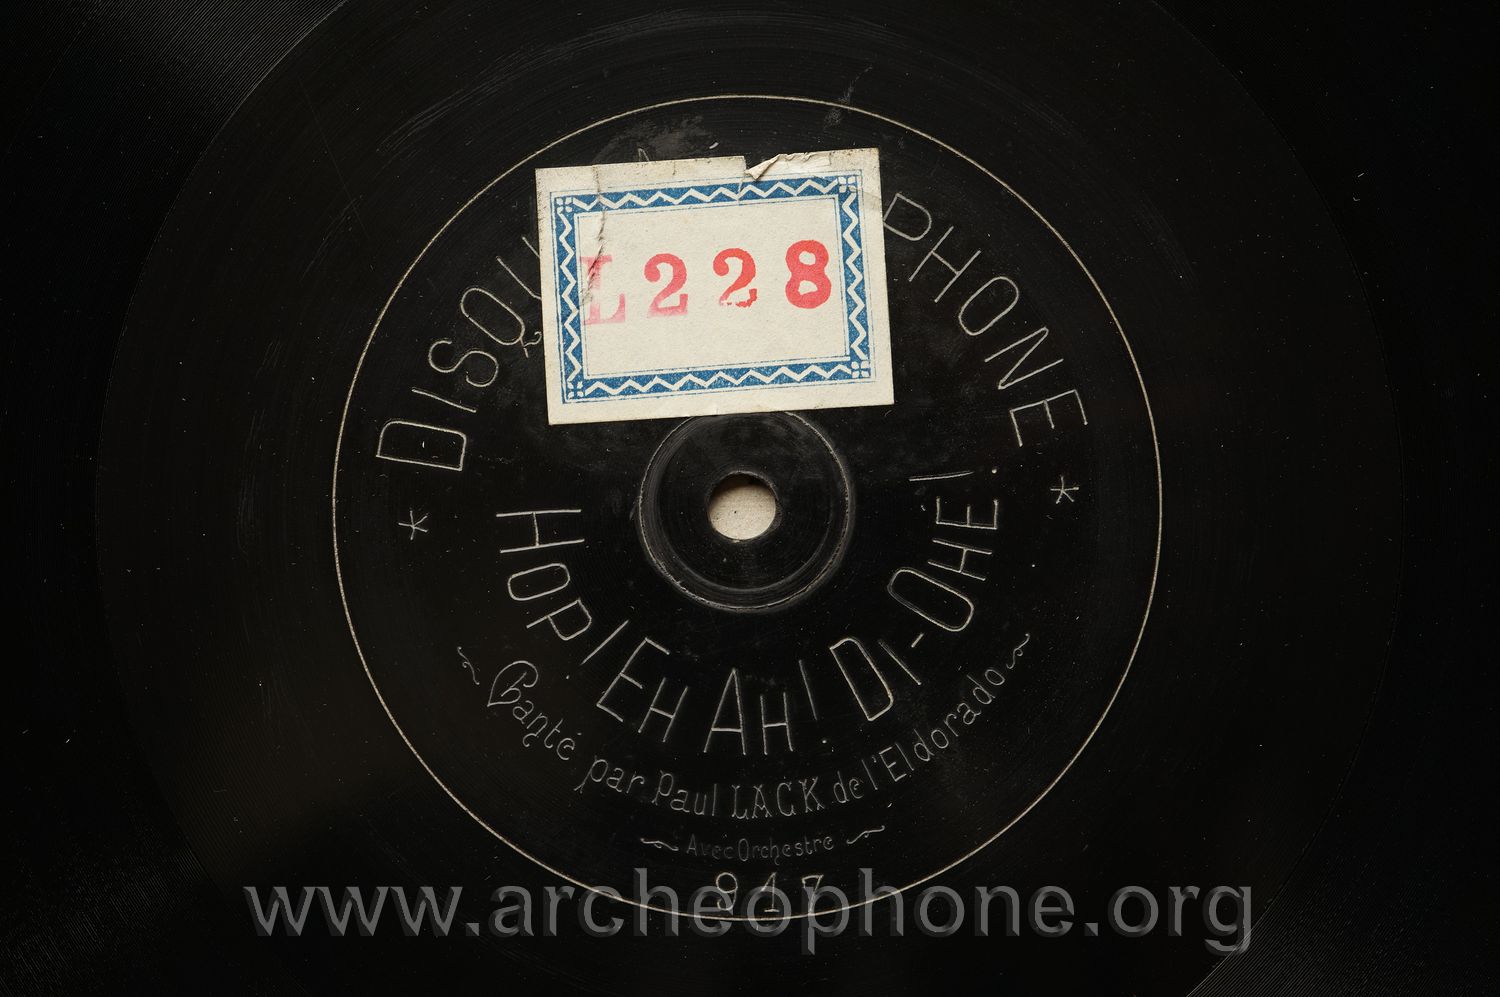 DISQU PHONE
L228
HOP! EH AH! DI-OHÉ!
Chanté par Paul LACK de l'Eldorado
Avec Orchestre
917
www.archeophone.org